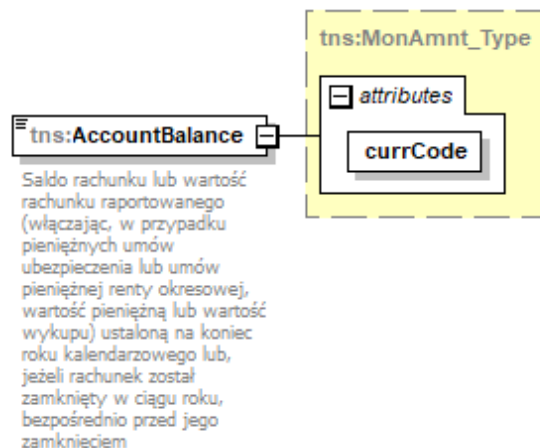 tns:MonAmnt_Type
attributes
tns:AccountBalance
currCode
Saldo rachunku lub wartość
rachunku raportowanego
(włączając, w przypadku
pieniężnych umów
ubezpieczenia lub umów
pieniężnej renty okresowej,
wartość pieniężną lub wartość
wykupu) ustaloną na koniec
roku kalendarzowego lub,
jeżeli rachunek został
zamknięty w ciągu roku,
bezpośrednio przed jego
zamknięciem